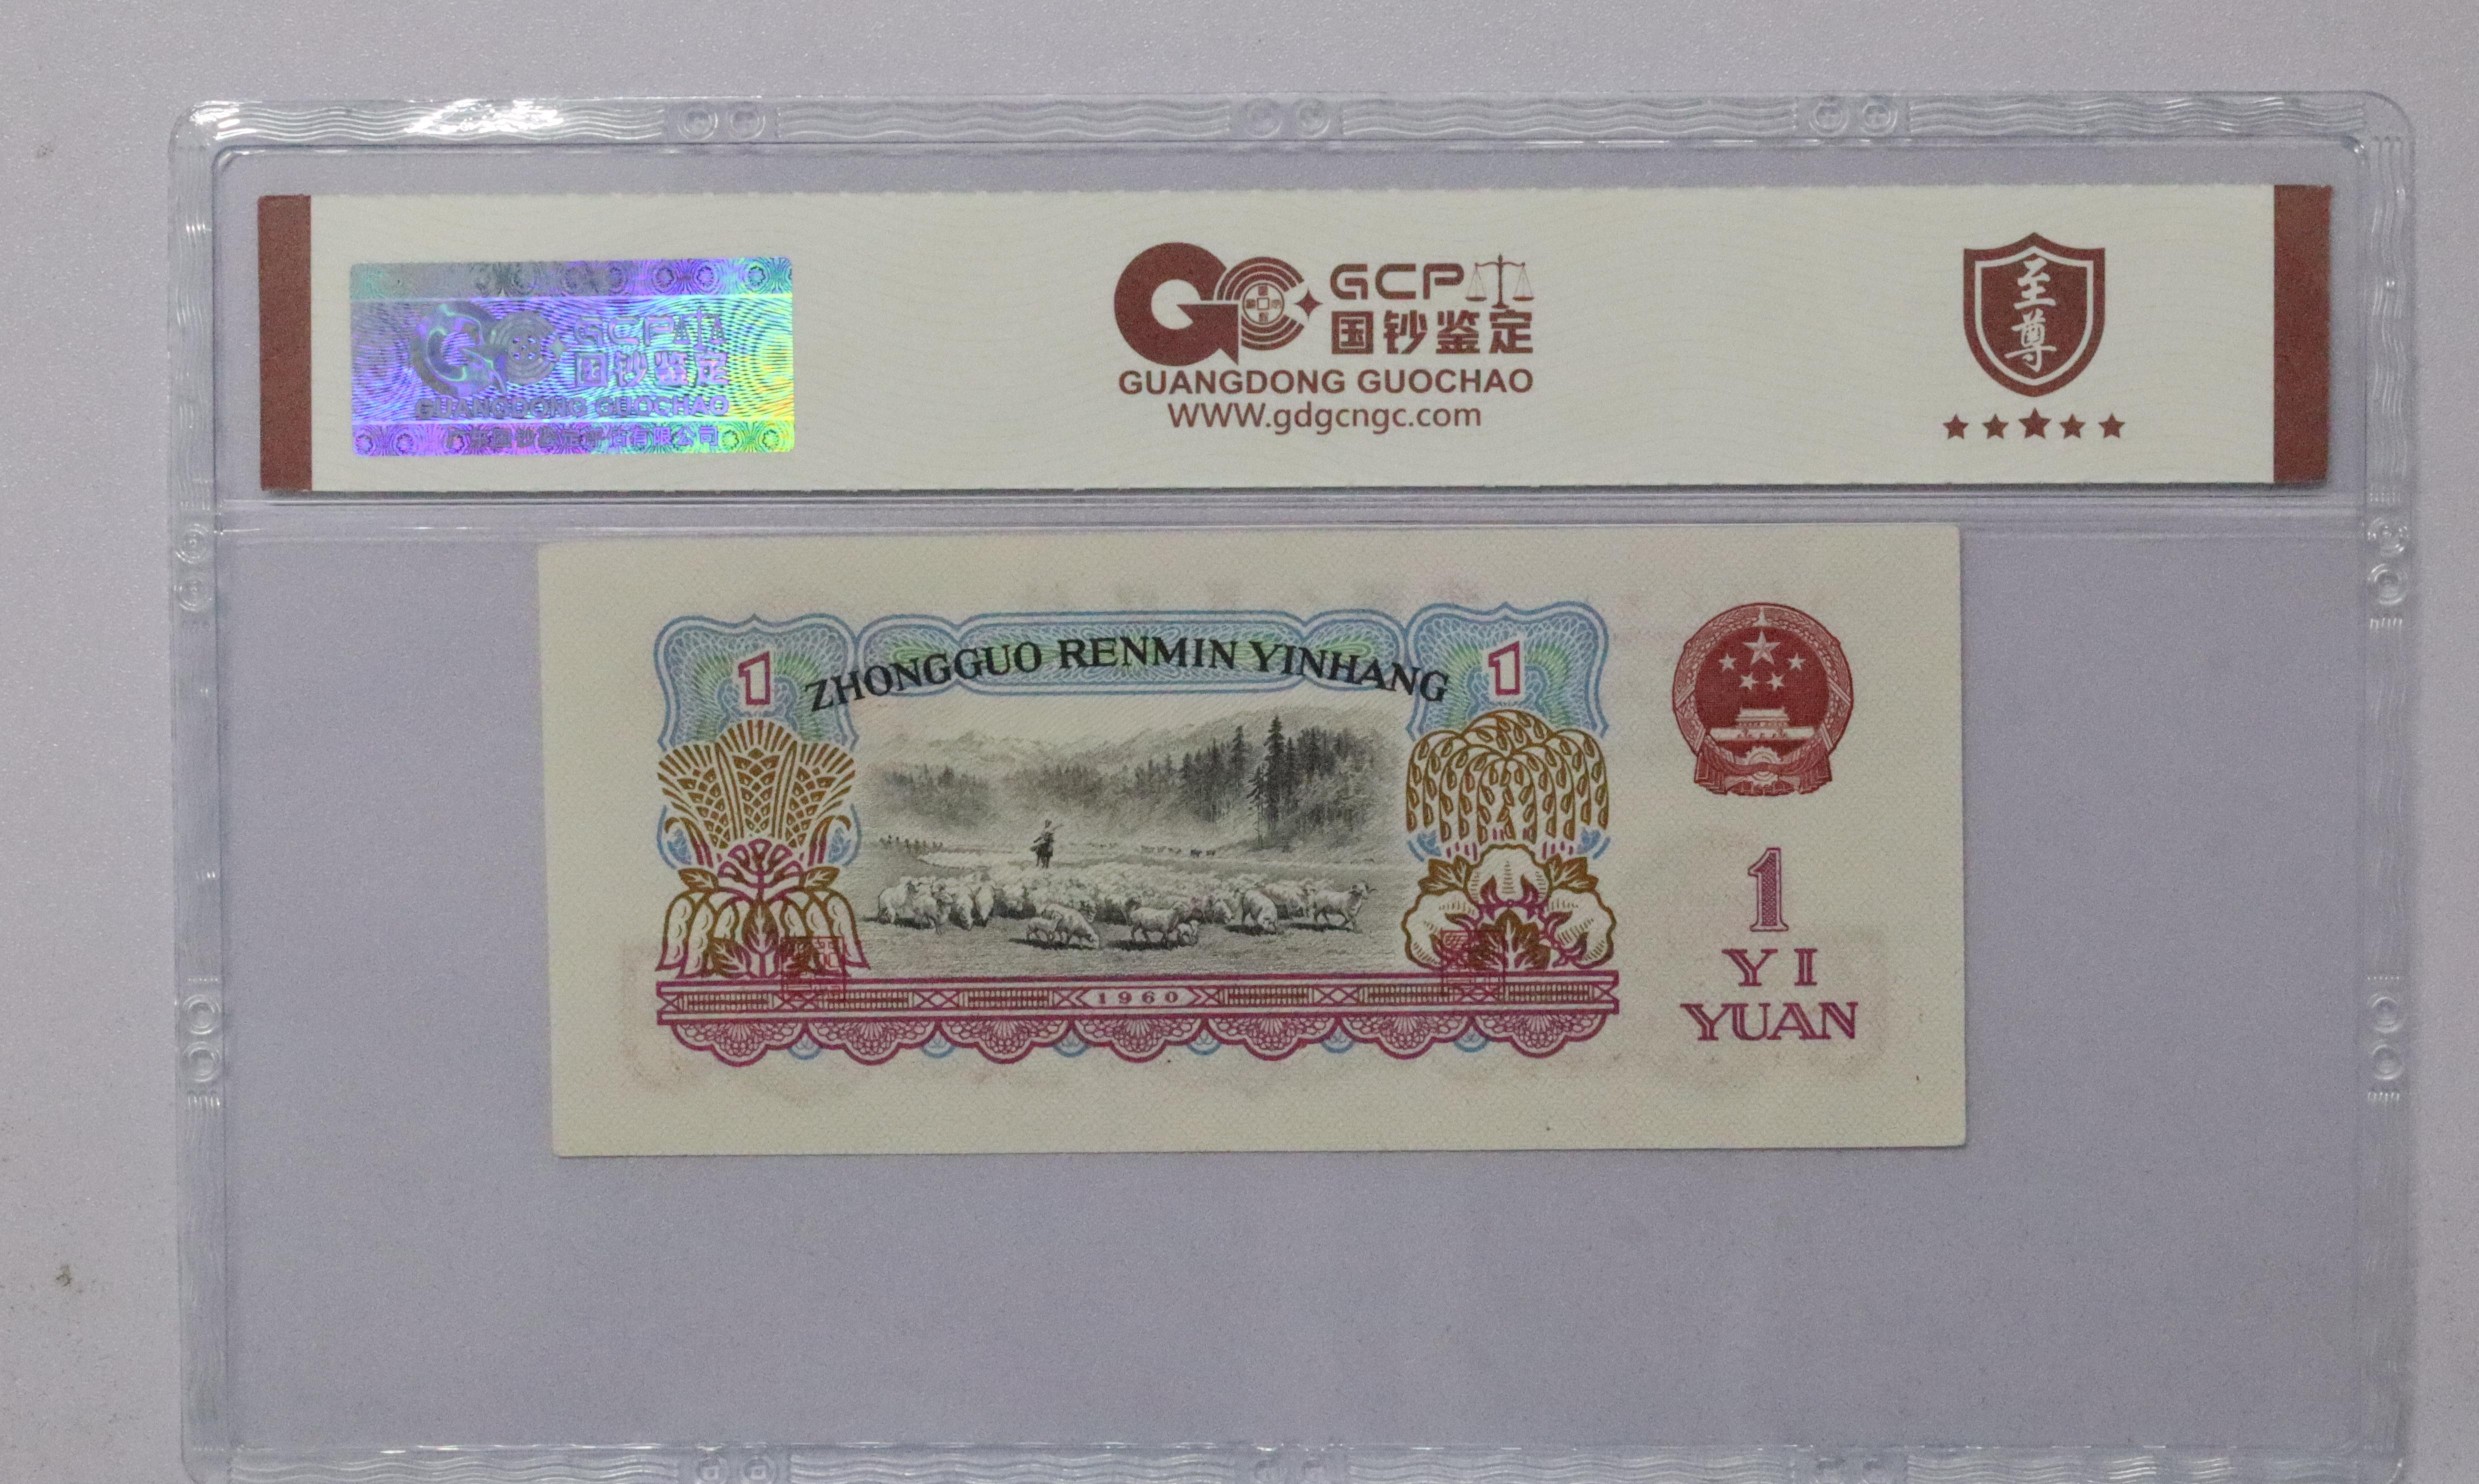 GCP
国钞鉴定
GUANGDONG GUOCHAO
GCP
国钞鉴定
GUANGDONG GUOCHAO
WWW.gdgcngc.com
至尊
1
ZHONGGUO RENMIN YINHANG
1
1960
1
YI
YUAN